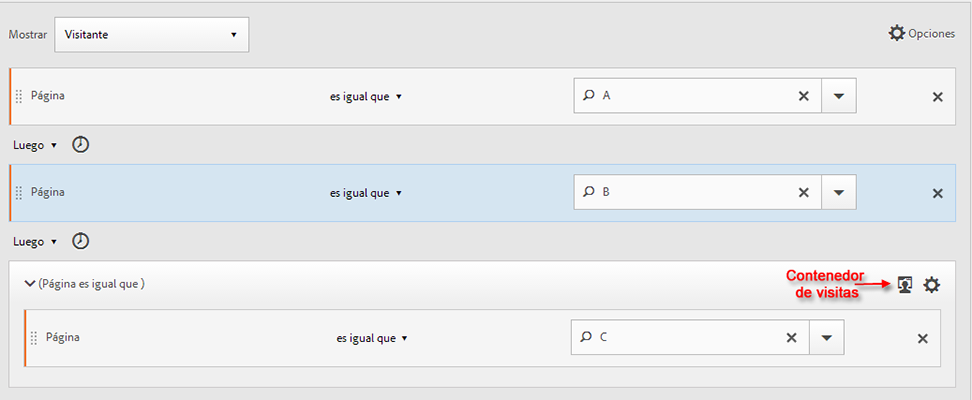 Mostrar Visitante Opciones
Página es igual que A
Luego
Página es igual que B
Luego
(Página es igual que )
Contenedor
de visitas
Página es igual que C